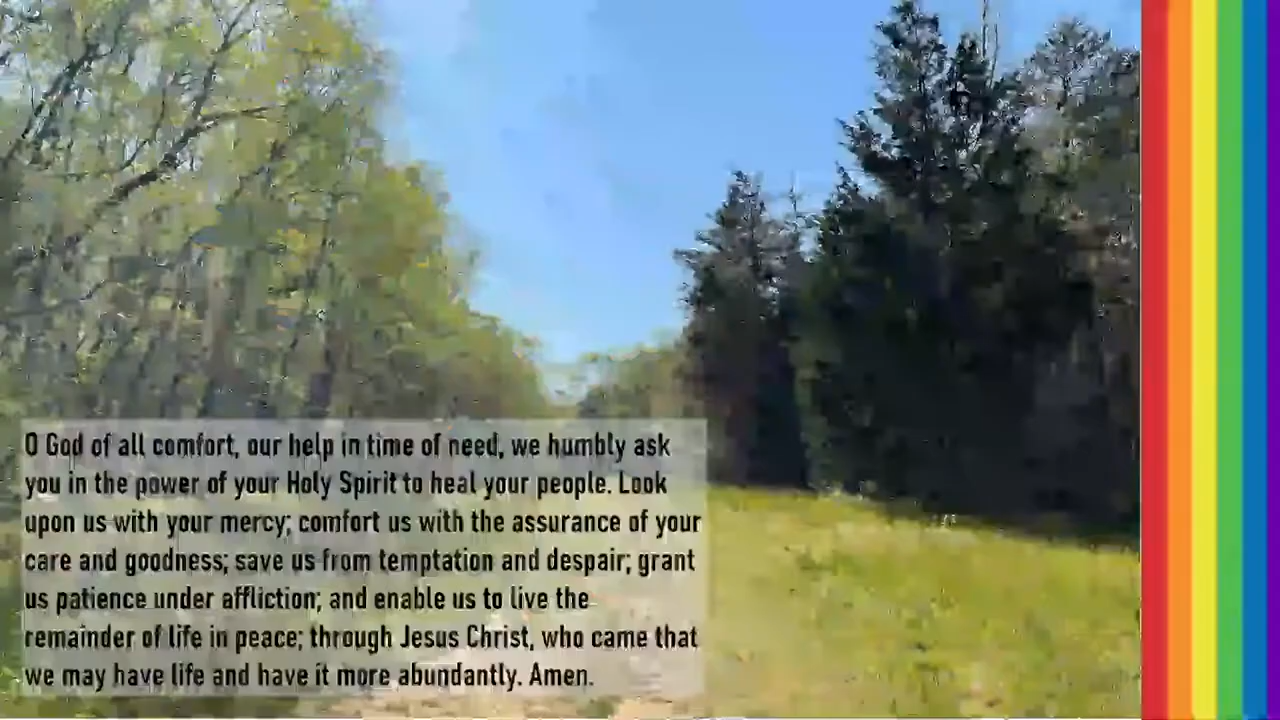 O God of all comfort, our help in time of need, we humbly ask
you in the power of your Holy Spirit to heal your people. Look
upon us with your mercy; comfort us with the assurance of your
care and goodness; save us from temptation and despair; grant
us patience under affliction; and enable us to live the
remainder of life in peace; through Jesus Christ, who came that
we may have life and have it more abundantly. Amen.